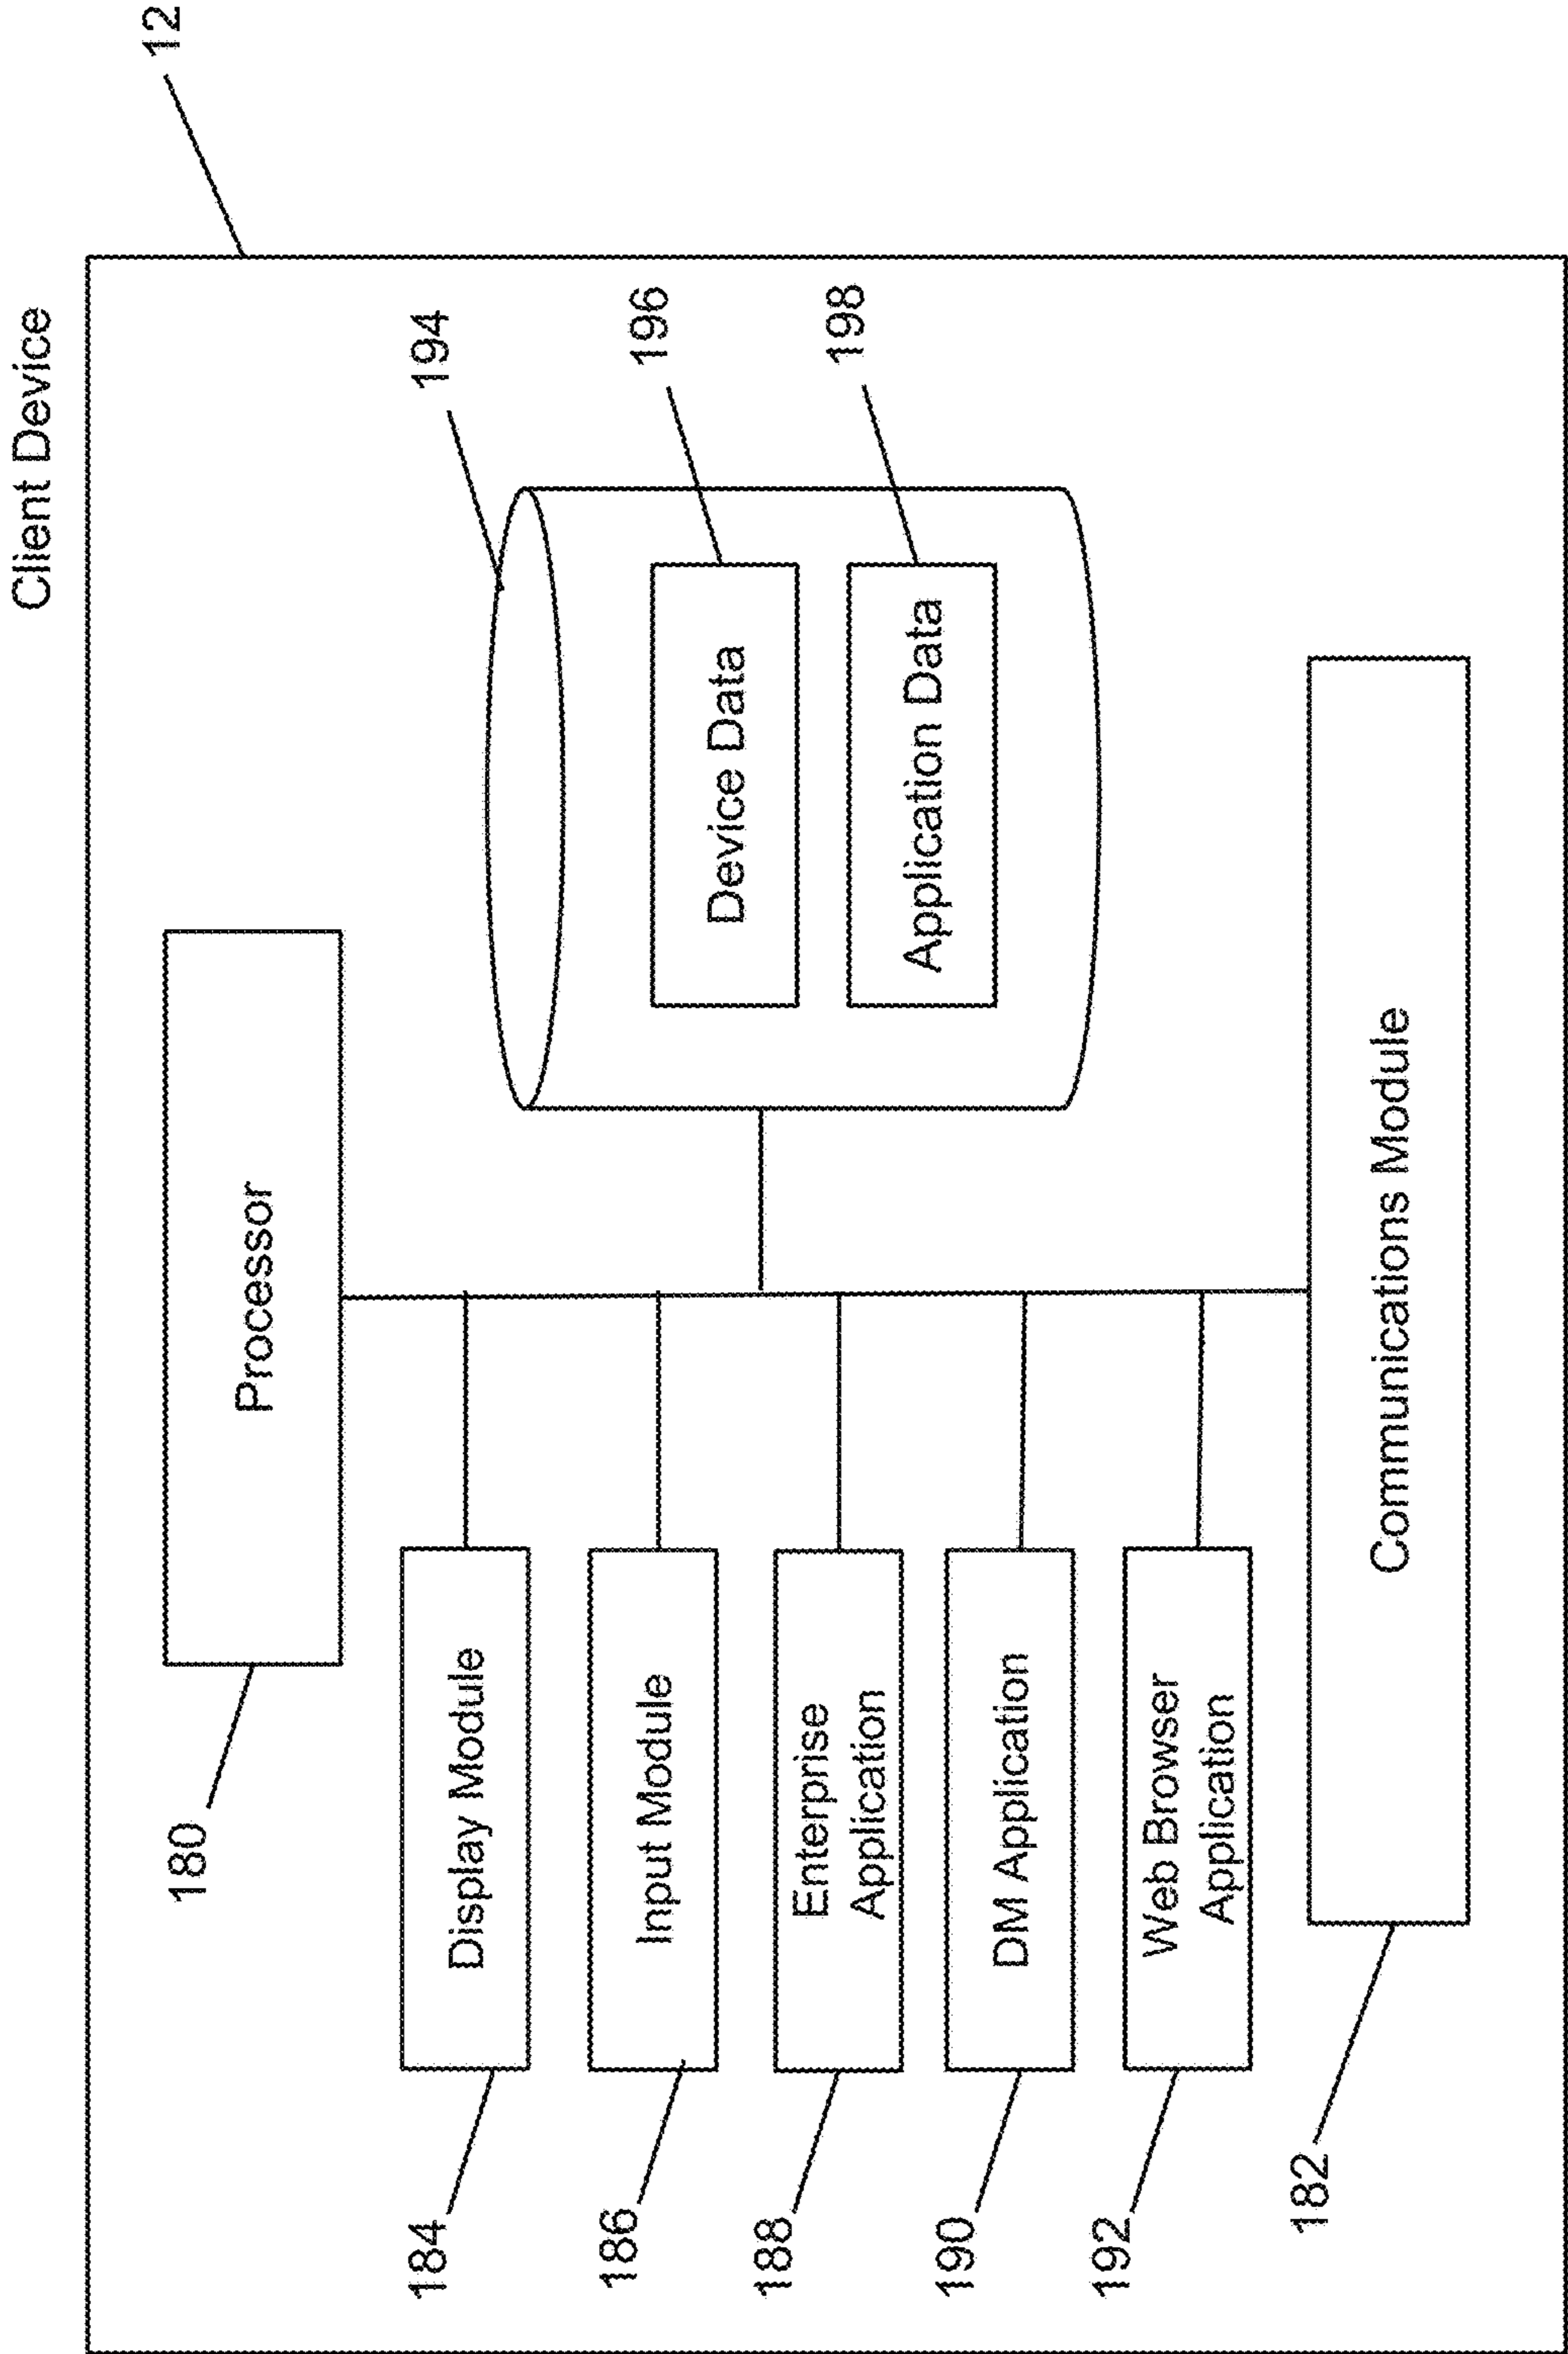 Client Device
12
180
Processor
194
184
Display Module
196
186
Input Module
Device Data
188
Enterprise
Application
198
Application Data
190
DM Application
192
Web Browser
Application
182
Communications Module